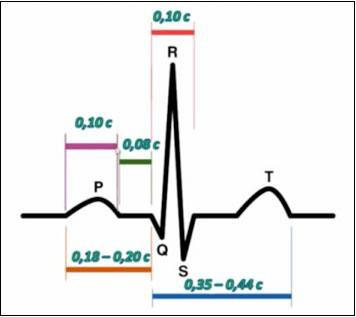 0,10 c
R
0,10 c
0,08 c
P
T
Q
S
0,18 – 0,20 c
0,35 – 0,44 c